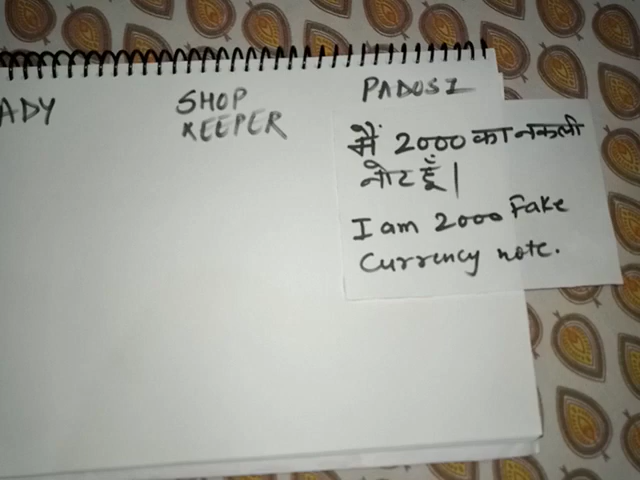 ADY
SHOP
KEEPER
PADOSI
मैं 2000 का नकली
नोट हूँ|
I am 2000 Fake
Currency note.